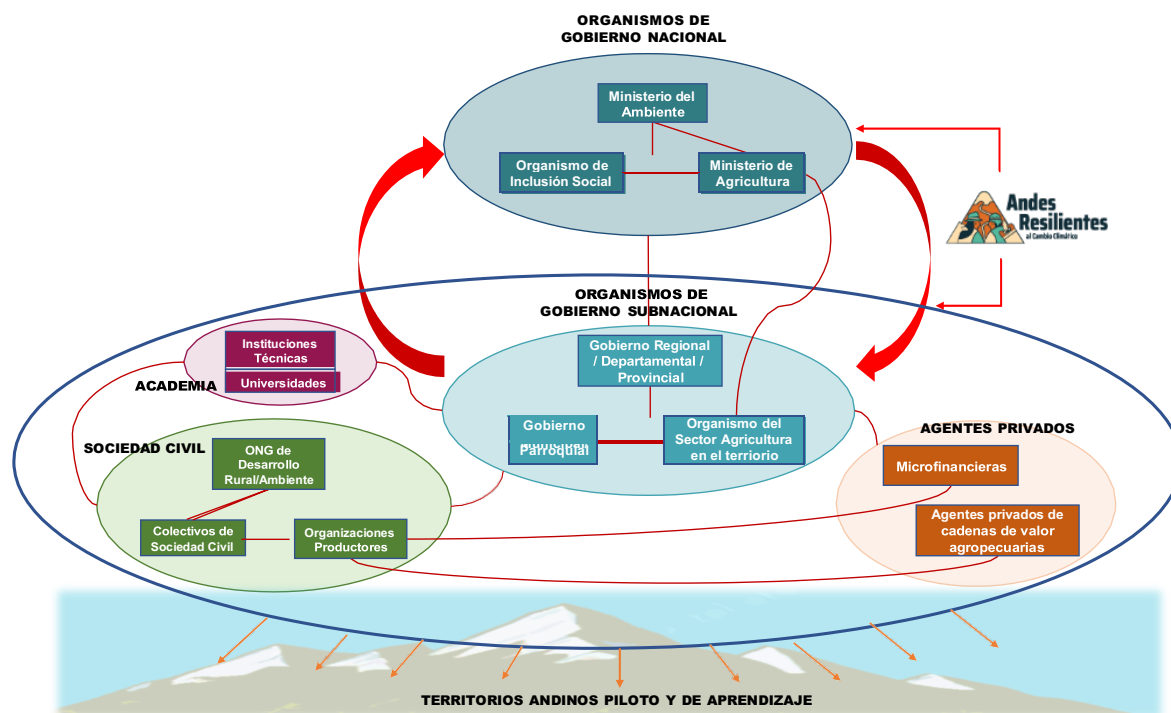 ORGANISMOS DE
GOBIERNO NACIONAL
Ministerio del
Ambiente
Organismo de
Inclusión Social
Ministerio de
Agricultura
Andes
Resilientes
al Cambio Climático
ORGANISMOS DE
GOBIERNO SUBNACIONAL
Gobierno Regional
/ Departamental /
Provincial
Gobierno
Parroquial
Organismo del
Sector Agricultura
en el terriorio
Instituciones
Técnicas
Universidades
ACADEMIA
SOCIEDAD CIVIL
ONG de
Desarrollo
Rural/Ambiente
Colectivos de
Sociedad Civil
Organizaciones
Productores
AGENTES PRIVADOS
Microfinancieras
Agentes privados de
cadenas de valor
agropecuarias
TERRITORIOS ANDINOS PILOTO Y DE APRENDIZAJE